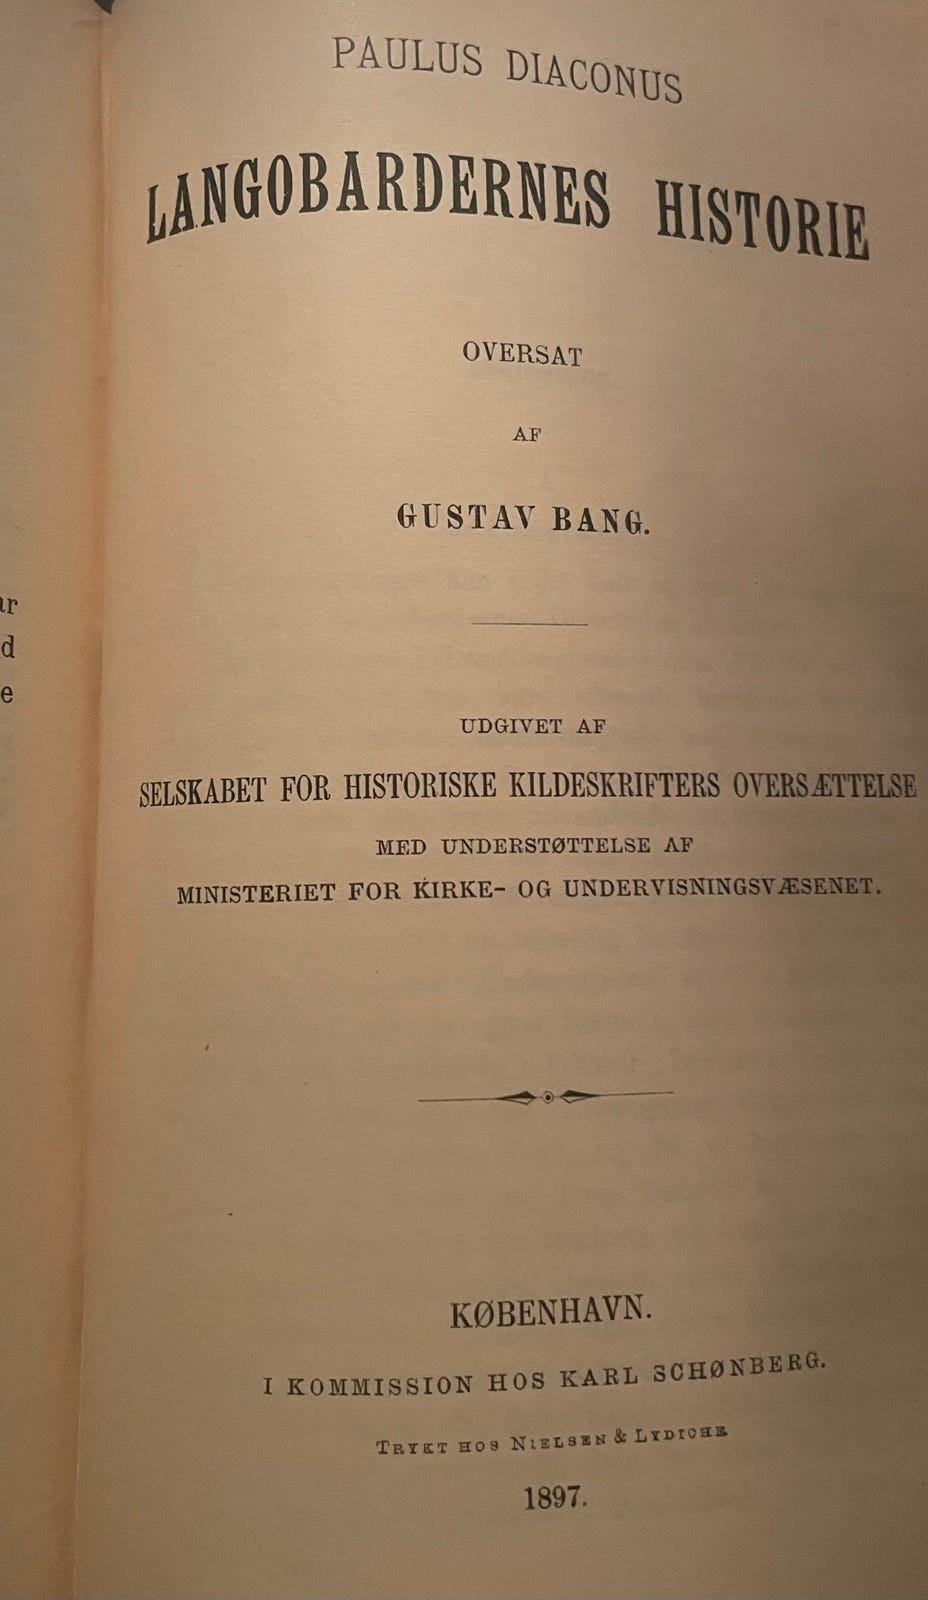 PAULUS DIACONUS
LANGOBARDERNES HISTORIE
OVERSAT
AF
GUSTAV BANG.
UDGIVET AF
SELSKABET FOR HISTORISKE KILDESKRIFTERS OVERSÆTTELSE
MED UNDERSTØTTELSE AF
MINISTERIET FOR KIRKE- OG UNDERVISNINGSVÆSENET.
KØBENHAVN.
I KOMMISSION HOS KARL SCHØNBERG.
TRYKT HOS NIELSEN & LYDICHE
1897.